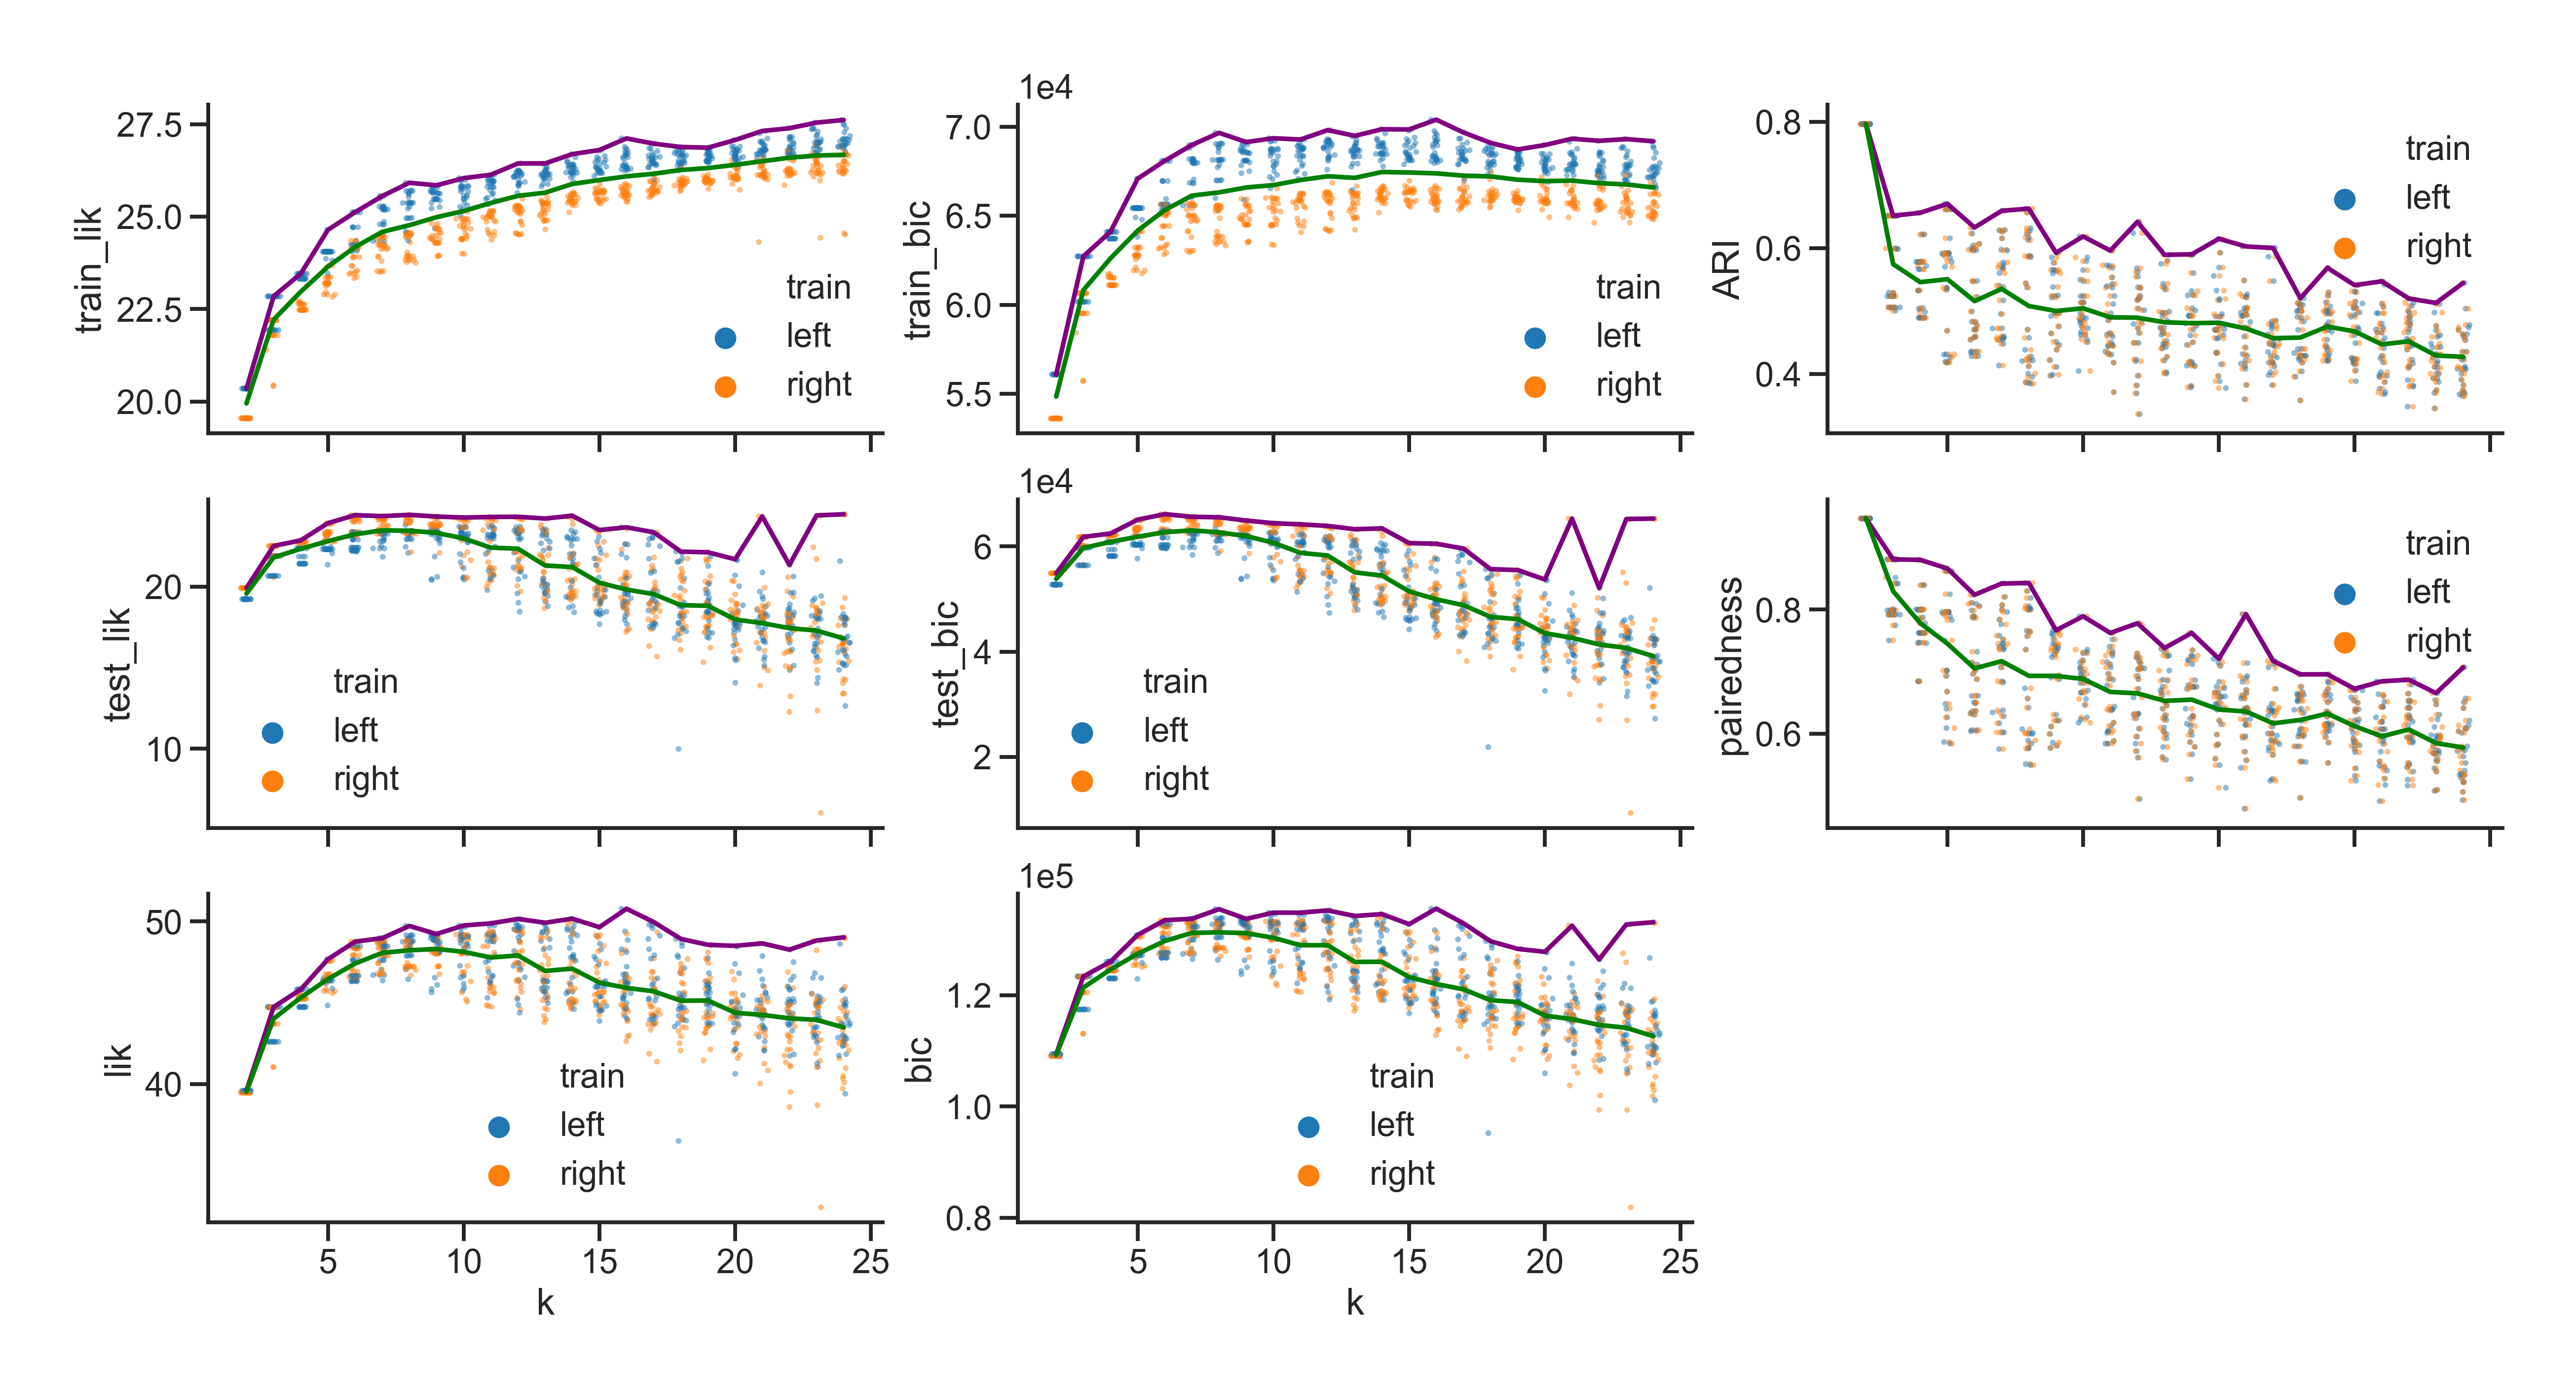 train_lik
27.5
25.0
22.5
20.0
train
left
right
1e4
train_bic
7.0
6.5
6.0
5.5
train
left
right
ARI
0.8
0.6
0.4
train
left
right
test_lik
20
10
train
left
right
1e4
test_bic
6
4
2
train
left
right
pairedness
0.8
0.6
train
left
right
lik
50
40
train
left
right
5
10
15
20
25
k
1e5
bic
1.2
1.0
0.8
train
left
right
5
10
15
20
25
k